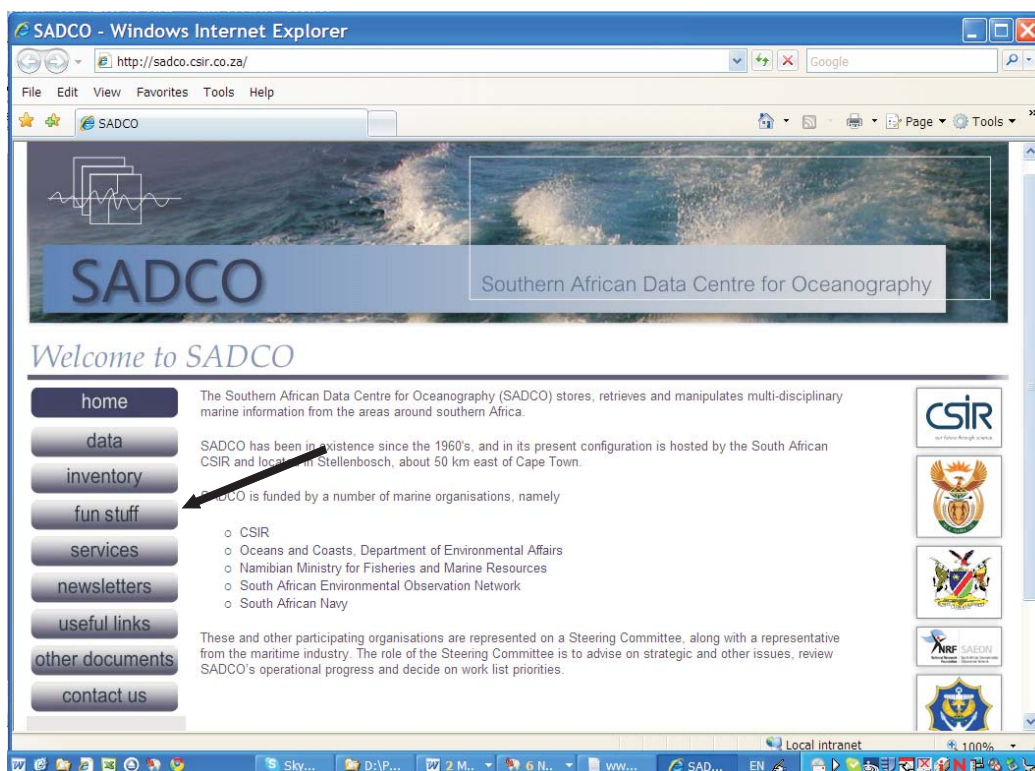 SADCO - Windows Internet Explorer
http://sadco.csir.co.za/
Google
File Edit View Favorites Tools Help
SADCO
Page Tools
SADCO
Southern African Data Centre for Oceanography
Welcome to SADCO
home
data
inventory
fun stuff
services
newsletters
useful links
other documents
contact us
The Southern African Data Centre for Oceanography (SADCO) stores, retrieves and manipulates multi-disciplinary
marine information from the areas around southern Africa.
SADCO has been in existence since the 1960's, and in its present configuration is hosted by the South African
CSIR and located in Stellenbosch, about 50 km east of Cape Town.
SADCO is funded by a number of marine organisations, namely
CSIR
Oceans and Coasts, Department of Environmental Affairs
Namibian Ministry for Fisheries and Marine Resources
South African Environmental Observation Network
South African Navy
These and other participating organisations are represented on a Steering Committee, along with a representative
from the maritime industry. The role of the Steering Committee is to advise on strategic and other issues, review
SADCO's operational progress and decide on work list priorities.
CSIR
our future through science
NRF SAEON
Local intranet
100%
Sky...
D:\P...
2 M..
6 N..
ww...
SAD...
EN